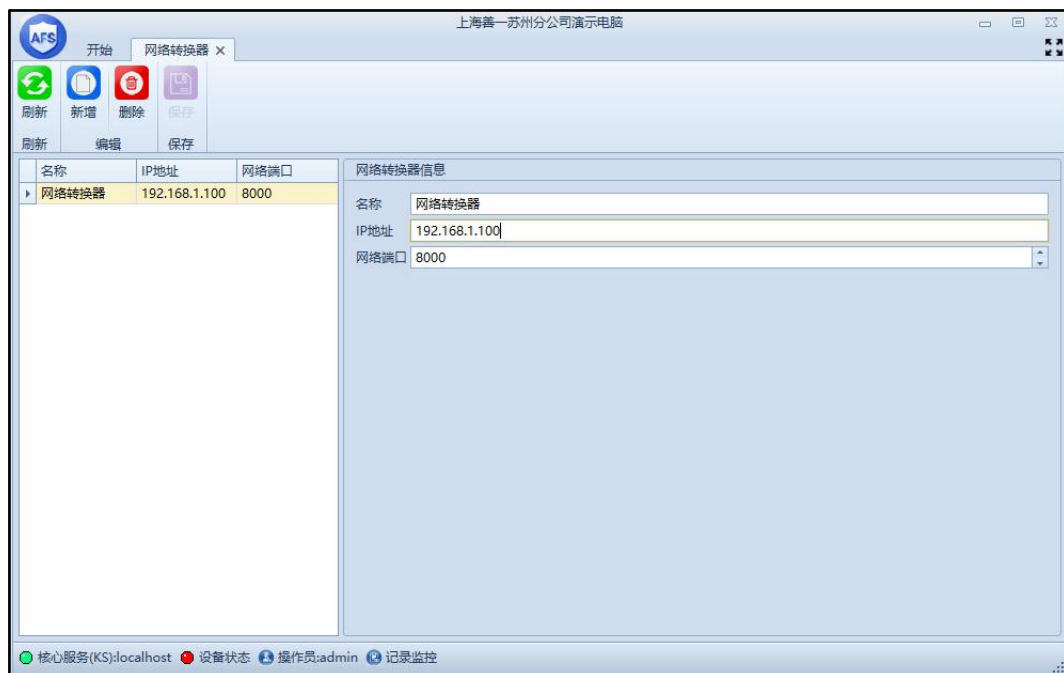 上海善一苏州分公司演示电脑
AFS
开始 网络转换器
刷新 新增 删除 保存
刷新 编辑 保存
名称 IP地址 网络端口
网络转换器 192.168.1.100 8000
网络转换器信息
名称 网络转换器
IP地址 192.168.1.100
网络端口 8000
核心服务(KS):localhost 设备状态 操作员:admin 记录监控